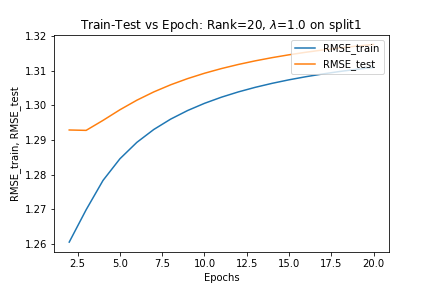 Train-Test vs Epoch: Rank=20, λ=1.0 on split1
RMSE_train, RMSE_test
1.32
1.31
1.30
1.29
1.28
1.27
1.26
RMSE_train
RMSE_test
2.5 5.0 7.5 10.0 12.5 15.0 17.5 20.0
Epochs